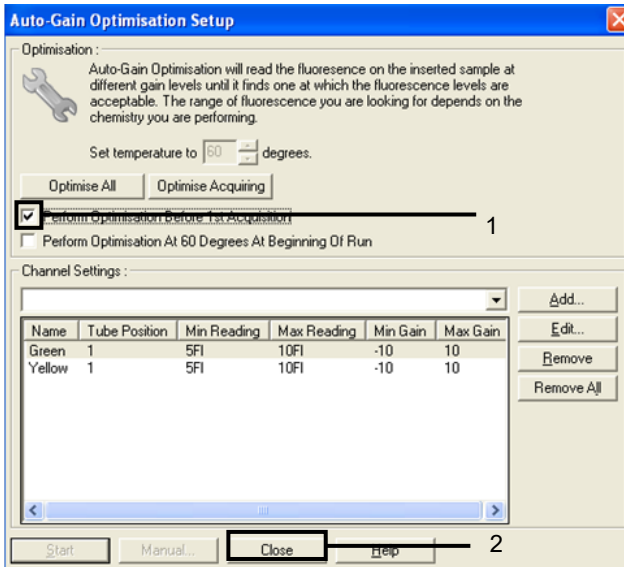 Auto-Gain Optimisation Setup
Optimisation :
Auto-Gain Optimisation will read the fluoresence on the inserted sample at
different gain levels until it finds one at which the fluorescence levels are
acceptable. The range of fluorescence you are looking for depends on the
chemistry you are performing.
Set temperature to 60 degrees.
Optimise All Optimise Acquiring
Perform Optimisation Before 1st Acquisition 1
Perform Optimisation At 60 Degrees At Beginning Of Run
Channel Settings :
Add...
Name Tube Position Min Reading Max Reading Min Gain Max Gain Edit...
Green 1 5Fl 10Fl -10 10
Yellow 1 5Fl 10Fl -10 10 Remove
Remove All
Start Manual... Close Help 2